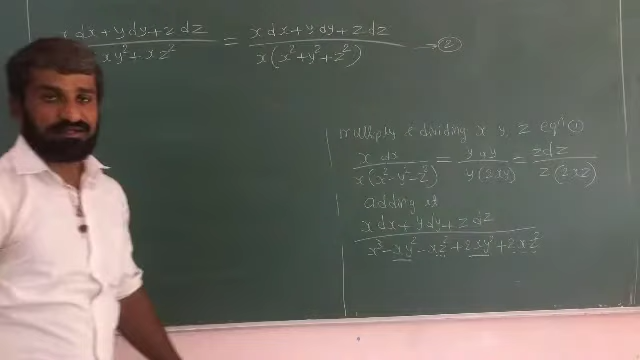 x dx + y dy + z dz / xy² + xz² = x dx + y dy + z dz / x(x² + y² + z²) → ②
multiply & dividing x y, z eqn ①
x dx / x(x² - y² - z²) = y dy / y(2xy) = z dz / z(2xz)
adding it
x dx + y dy + z dz / x³ - xy² - xz² + 2xy² + 2xz²